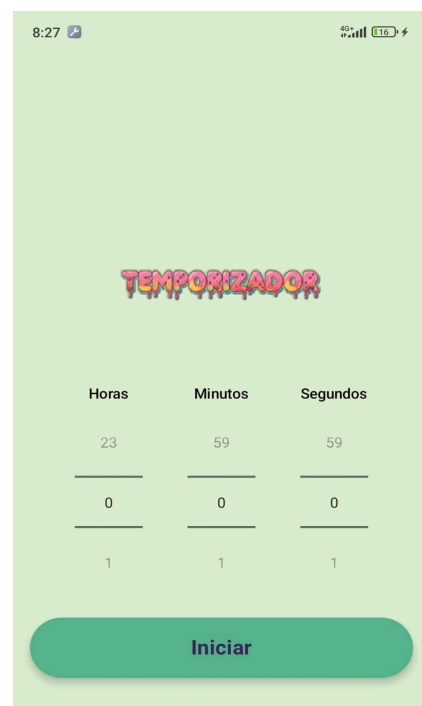 8:27 4G+ 16
TEMPORIZADOR
Horas Minutos Segundos
23 59 59
0 0 0
1 1 1
Iniciar